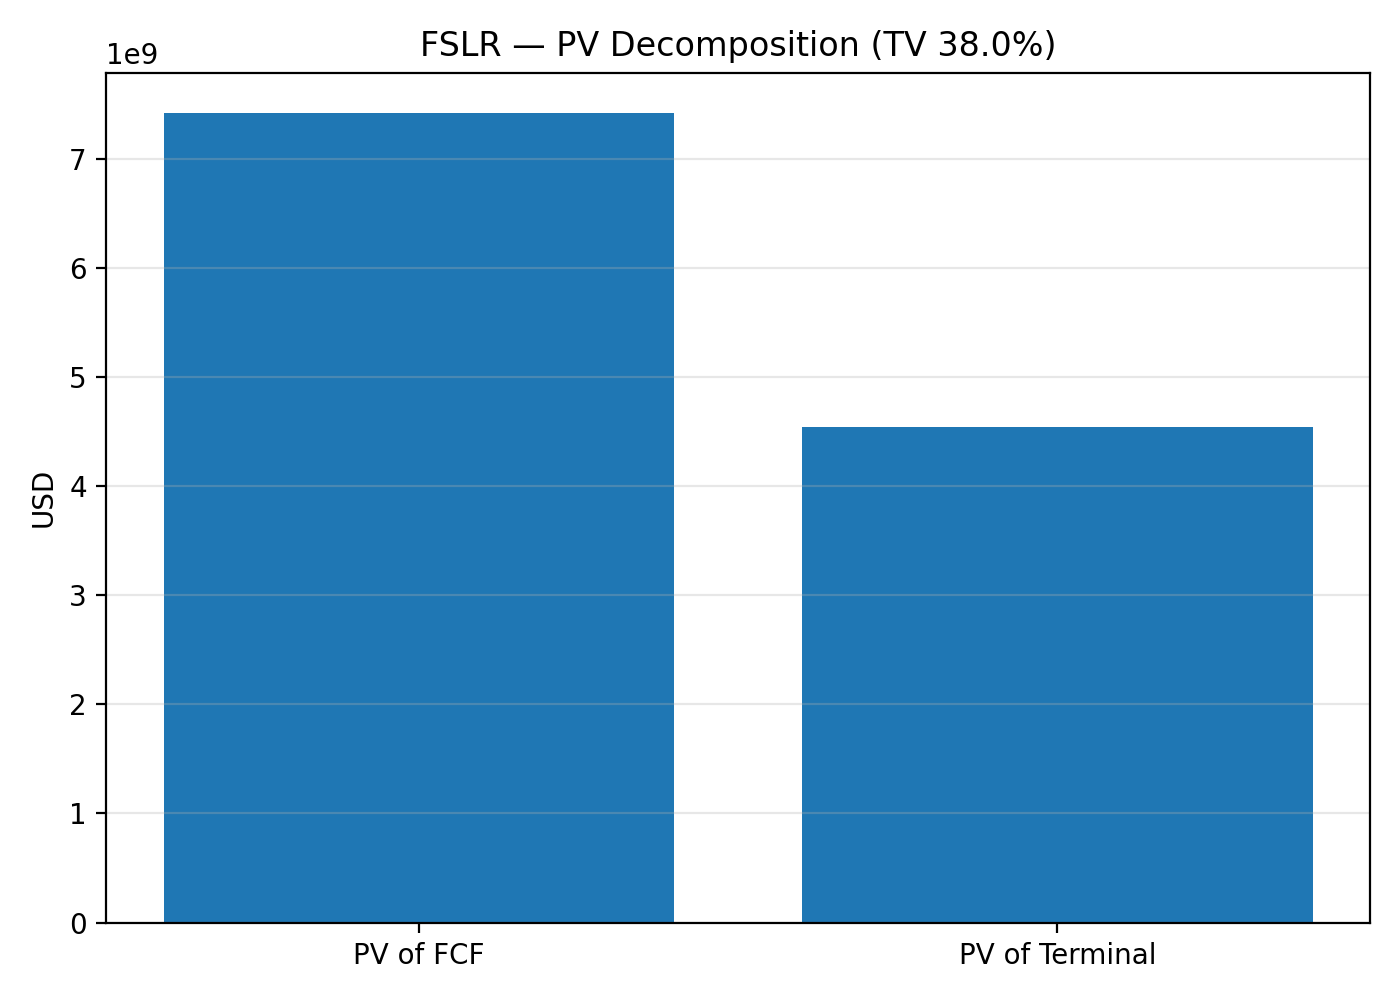 FSLR — PV Decomposition (TV 38.0%)
1e9
7
6
5
4
3
2
1
0
USD
PV of FCF
PV of Terminal